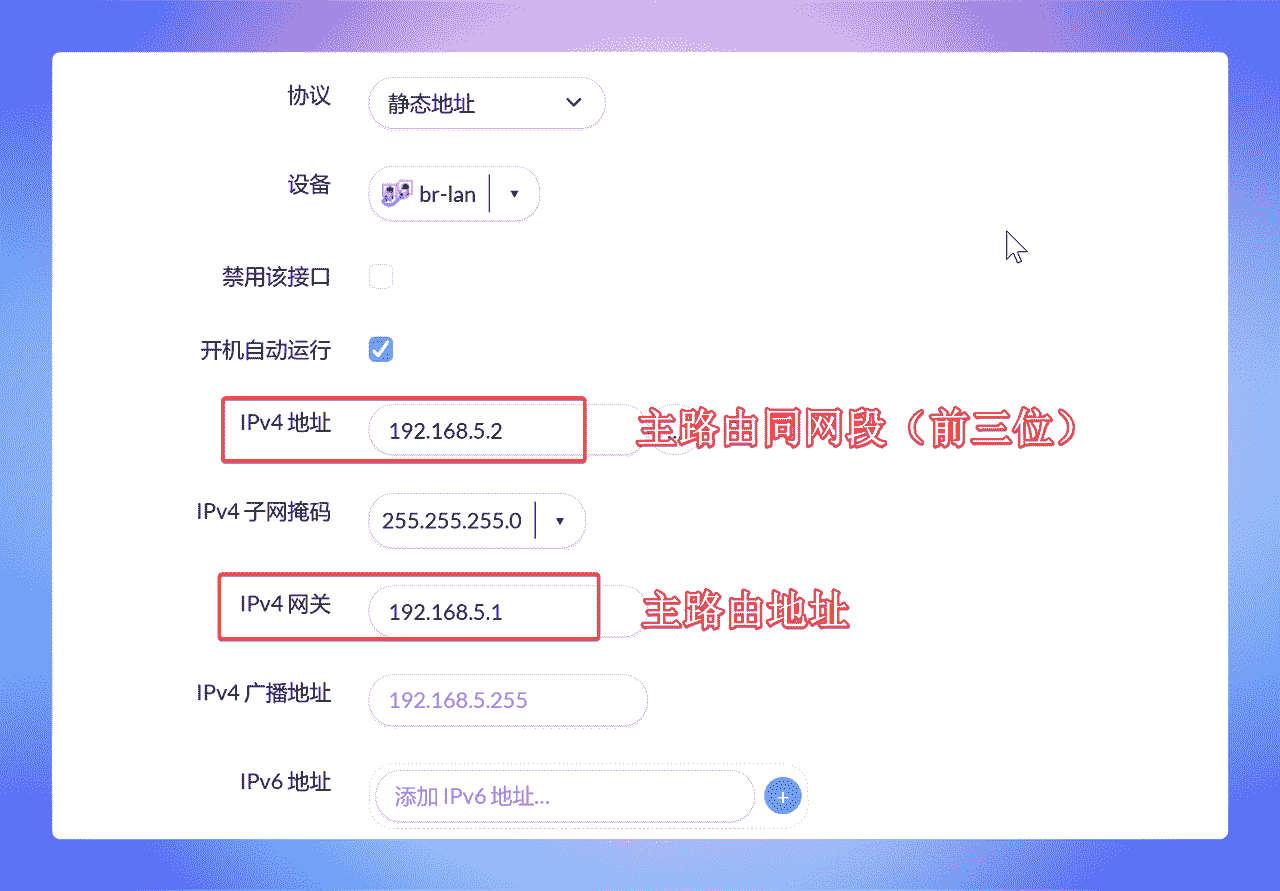 协议 静态地址
设备 br-lan
禁用该接口
开机自动运行
IPv4 地址 192.168.5.2 主路由同网段（前三位）
IPv4 子网掩码 255.255.255.0
IPv4 网关 192.168.5.1 主路由地址
IPv4 广播地址 192.168.5.255
IPv6 地址 添加 IPv6 地址...